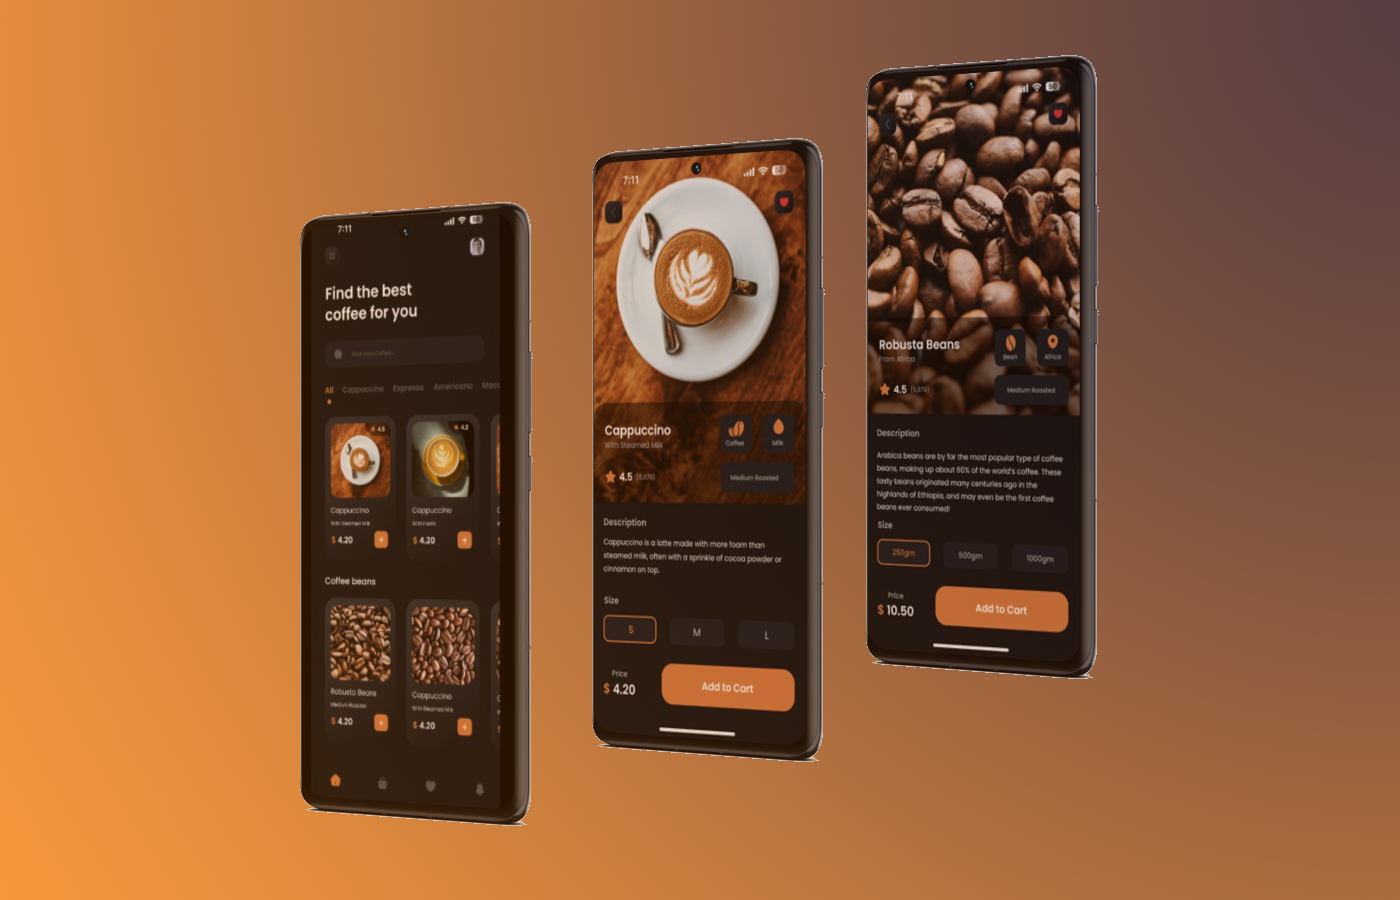 7:11
50
Find the best
coffee for you
Find Your Coffee...
All Cappuccino Espresso Americano Macc
4.5
4.2
Cappuccino
With Steamed Milk
$ 4.20
+
Cappuccino
With Foam
$ 4.20
+
Coffee beans
Robusta Beans
Medium Roasted
$ 4.20
+
Cappuccino
With Steamed Milk
$ 4.20
+
7:11
50
Cappuccino
With Steamed Milk
4.5 (6,879)
Coffee
Milk
Medium Roasted
Description
Cappuccino is a latte made with more foam than
steamed milk, often with a sprinkle of cocoa powder or
cinnamon on top.
Size
S
M
L
Price
$ 4.20
Add to Cart
7:11
50
Robusta Beans
From Africa
4.5 (6,879)
Bean
Africa
Medium Roasted
Description
Arabica beans are by far the most popular type of coffee
beans, making up about 60% of the world's coffee. These
tasty beans originated many centuries ago in the
highlands of Ethiopia, and may even be the first coffee
beans ever consumed!
Size
250gm
500gm
1000gm
Price
$ 10.50
Add to Cart